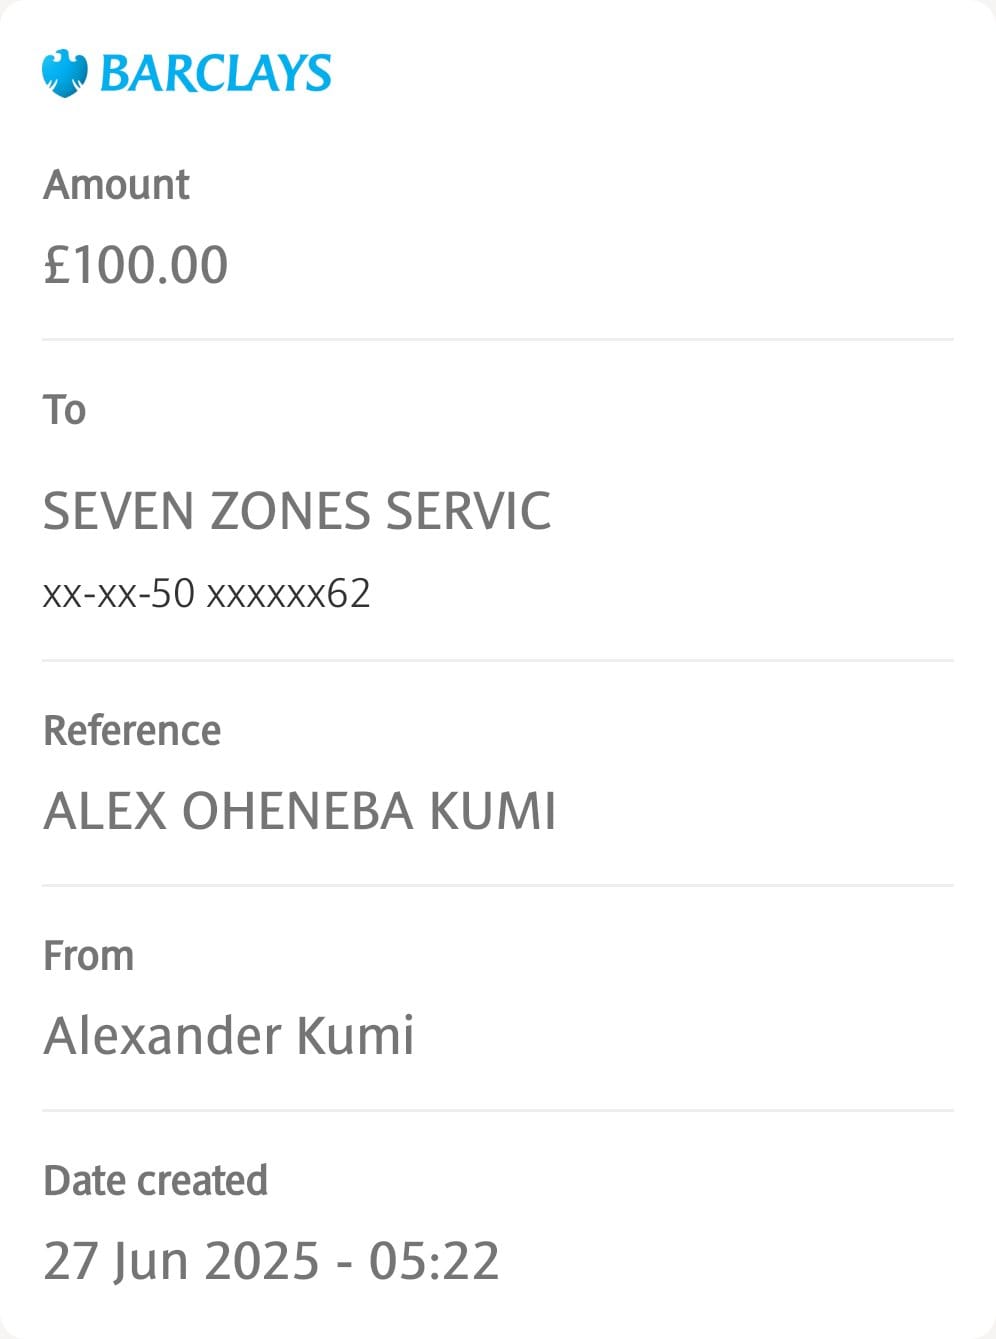 BARCLAYS
Amount
£100.00
To
SEVEN ZONES SERVIC
xx-xx-50 xxxxxx62
Reference
ALEX OHENEBA KUMI
From
Alexander Kumi
Date created
27 Jun 2025 - 05:22